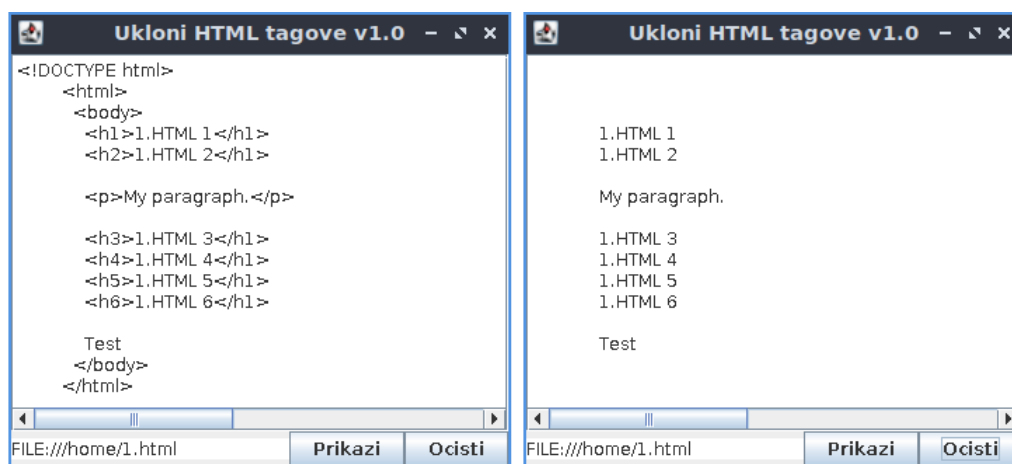 Ukloni HTML tagove v1.0
<!DOCTYPE html>
<html>
<body>
<h1>1.HTML 1</h1>
<h2>1.HTML 2</h1>
<p>My paragraph.</p>
<h3>1.HTML 3</h1>
<h4>1.HTML 4</h1>
<h5>1.HTML 5</h1>
<h6>1.HTML 6</h1>
Test
</body>
</html>
FILE:///home/1.html Prikazi Ocisti
Ukloni HTML tagove v1.0
1.HTML 1
1.HTML 2
My paragraph.
1.HTML 3
1.HTML 4
1.HTML 5
1.HTML 6
Test
FILE:///home/1.html Prikazi Ocisti